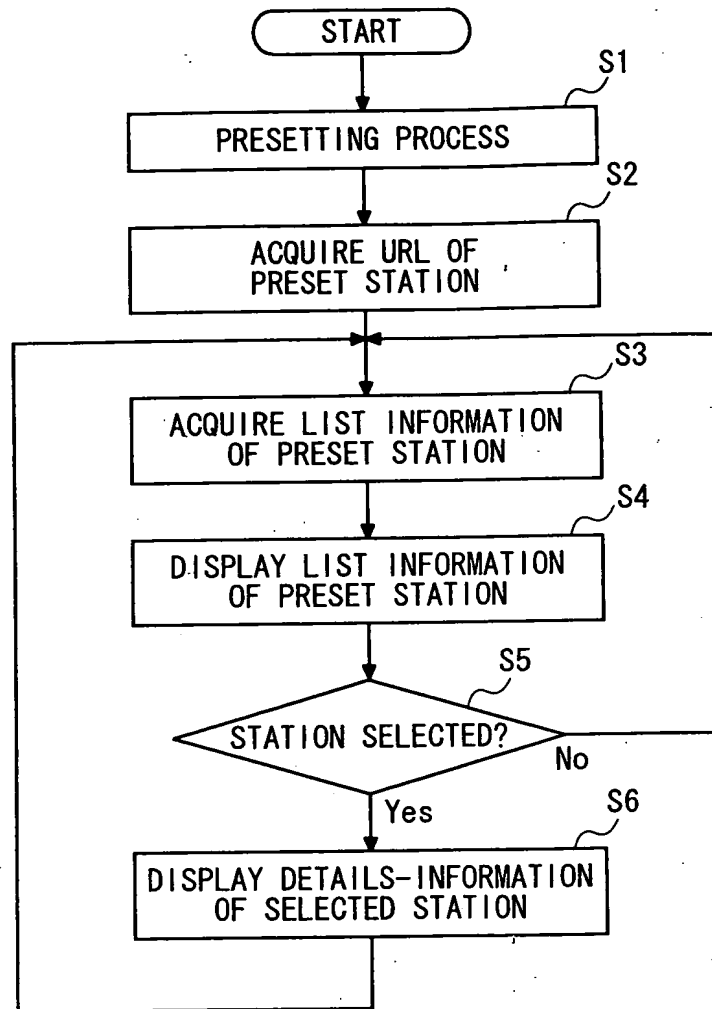 START
S1
PRESETTING PROCESS
S2
ACQUIRE URL OF
PRESET STATION
S3
ACQUIRE LIST INFORMATION
OF PRESET STATION
S4
DISPLAY LIST INFORMATION
OF PRESET STATION
S5
STATION SELECTED?
No
Yes
S6
DISPLAY DETAILS-INFORMATION
OF SELECTED STATION